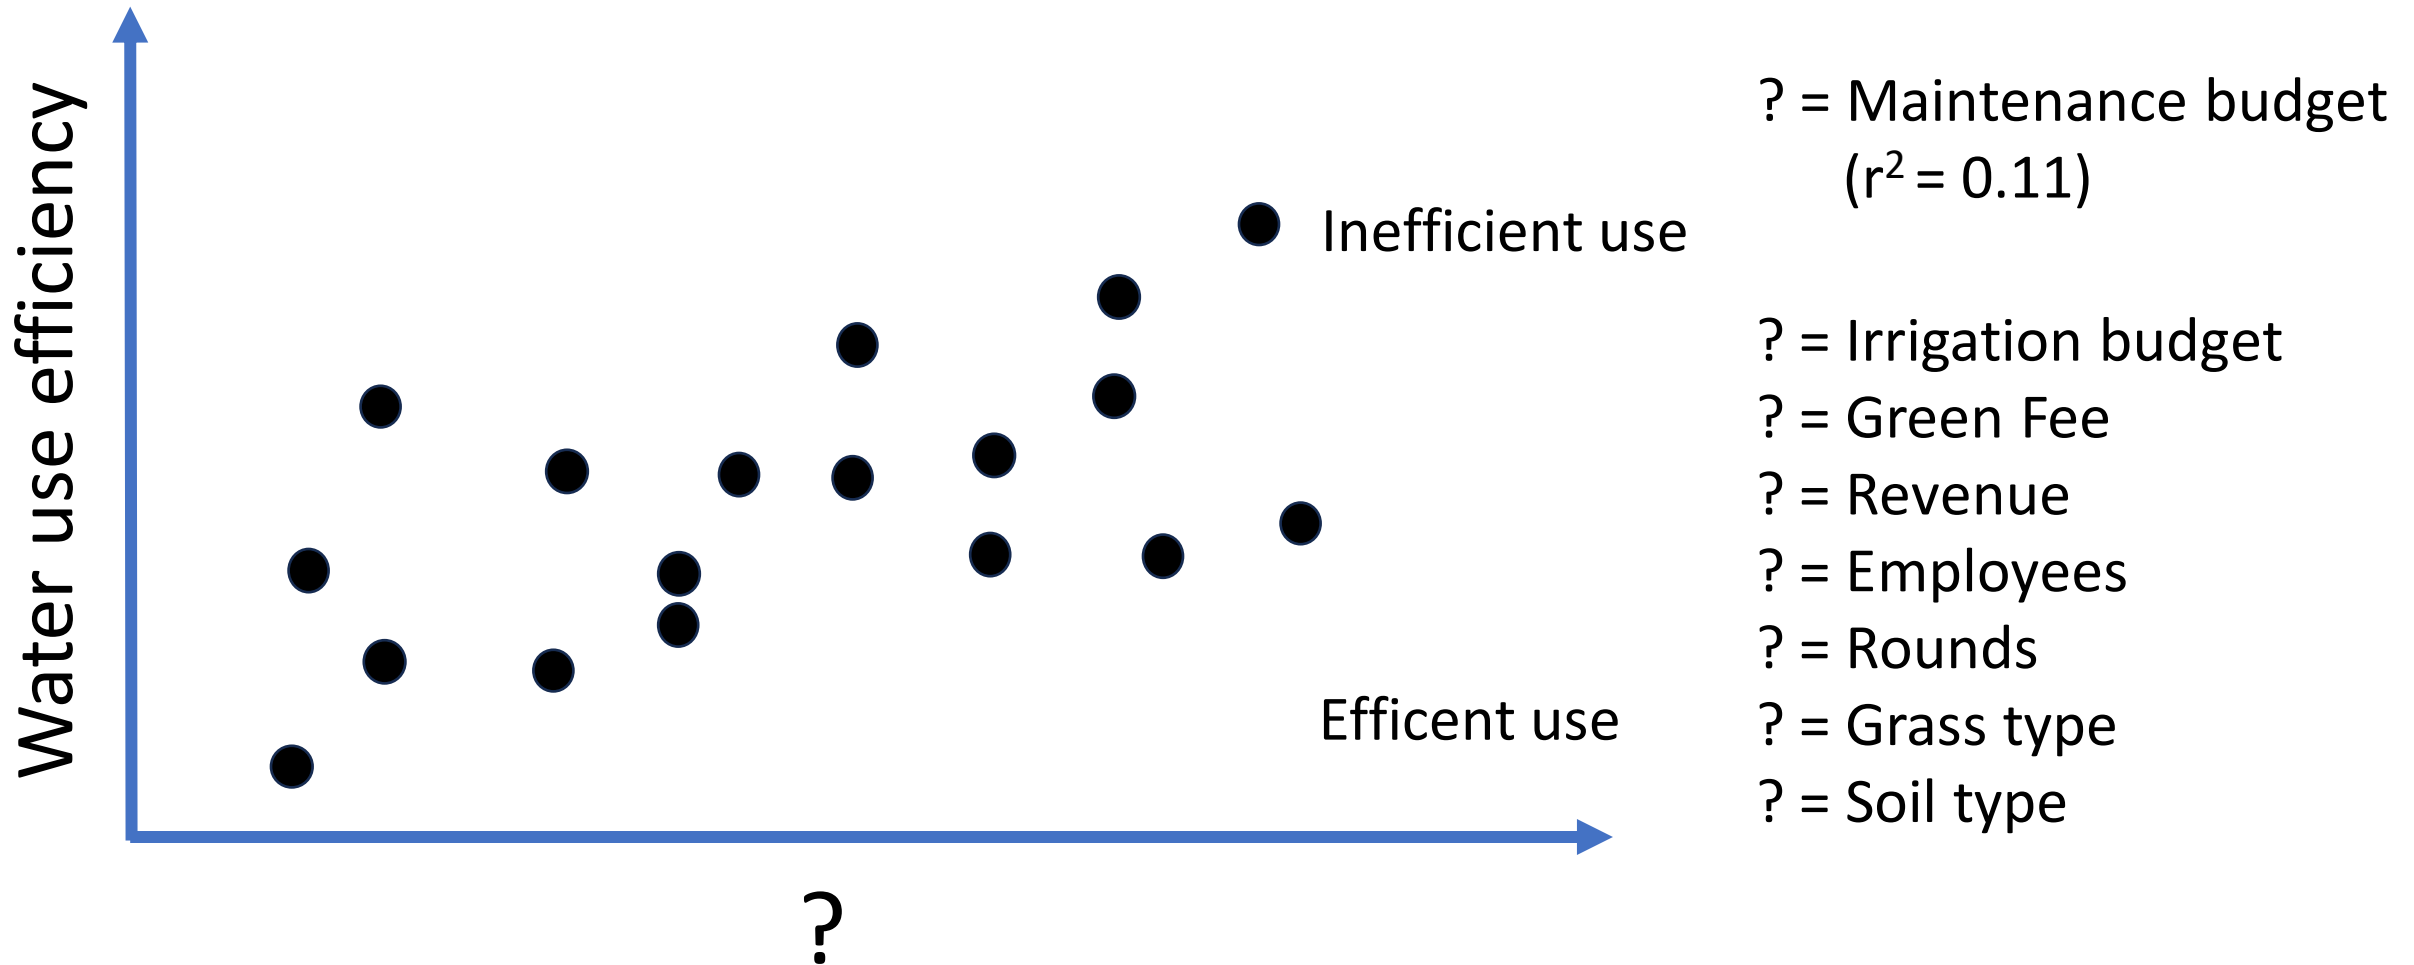 Water use efficiency
Inefficient use
Efficent use
?
? = Maintenance budget
(r² = 0.11)
? = Irrigation budget
? = Green Fee
? = Revenue
? = Employees
? = Rounds
? = Grass type
? = Soil type